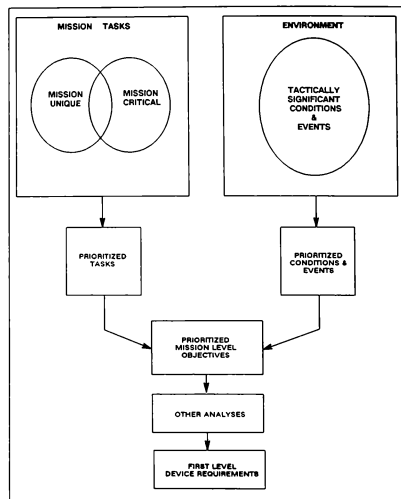 MISSION TASKS
MISSION
UNIQUE
MISSION
CRITICAL
ENVIRONMENT
TACTICALLY
SIGNIFICANT
CONDITIONS
&
EVENTS
PRIORITIZED
TASKS
PRIORITIZED
CONDITIONS &
EVENTS
PRIORITIZED
MISSION LEVEL
OBJECTIVES
OTHER ANALYSES
FIRST LEVEL
DEVICE REQUIREMENTS